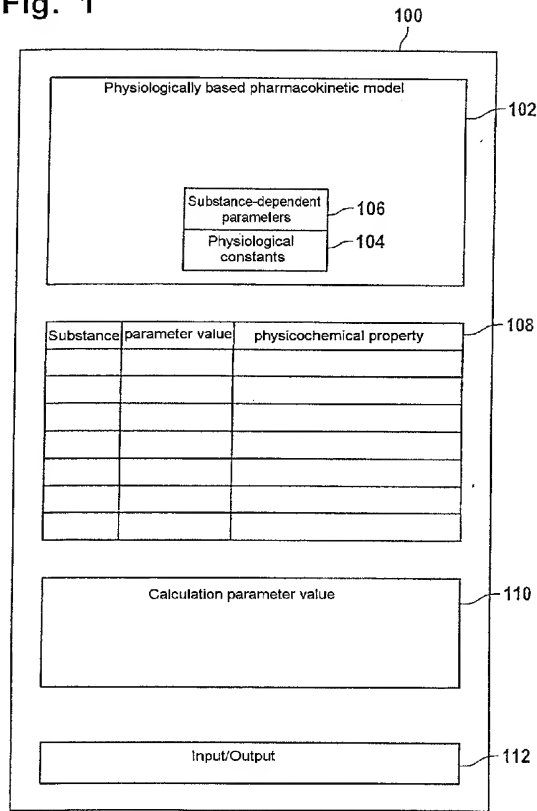 Fig. 1
100
Physiologically based pharmacokinetic model
102
Substance-dependent
parameters
106
Physiological
constants
104
Substance parameter value physicochemical property
108
Calculation parameter value
110
Input/Output
112